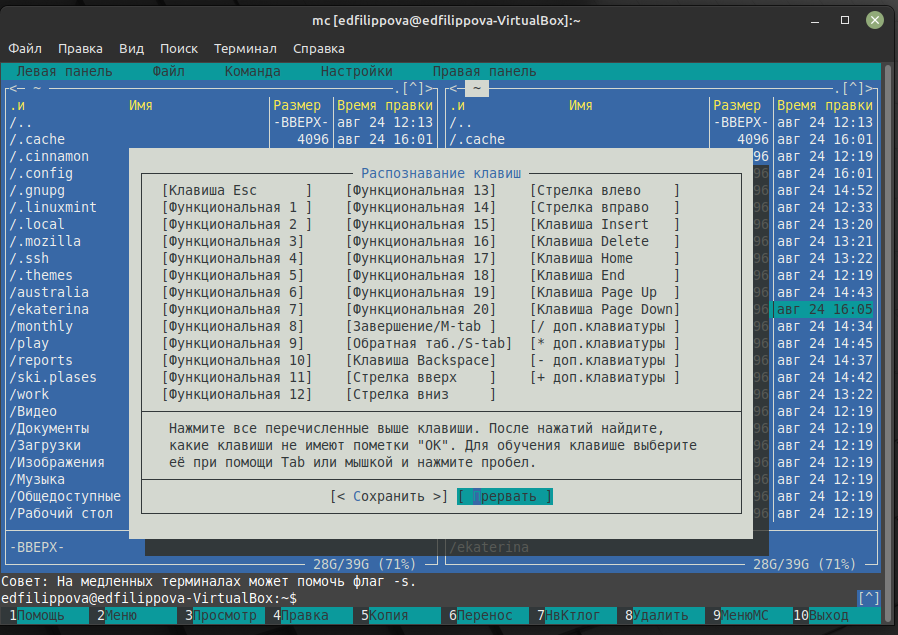 mc [edfilippova@edfilippova-VirtualBox]:~
Файл Правка Вид Поиск Терминал Справка
Левая панель Файл Команда Настройки Правая панель
<─ ~ .[^]> <─ ~ .[^]>
.и Имя Размер Время правки .и Имя Размер Время правки
/.. -ВВЕРХ- авг 24 12:13 /.. -ВВЕРХ- авг 24 12:13
/.cache 4096 авг 24 16:01 /.cache 4096 авг 24 16:01
/.cinnamon 96 авг 24 12:19
/.config Распознавание клавиш 96 авг 24 16:01
/.gnupg [Клавиша Esc ] [Функциональная 13] [Стрелка влево ] 96 авг 24 14:52
/.linuxmint [Функциональная 1 ] [Функциональная 14] [Стрелка вправо ] 96 авг 24 12:33
/.local [Функциональная 2 ] [Функциональная 15] [Клавиша Insert ] 96 авг 24 13:20
/.mozilla [Функциональная 3] [Функциональная 16] [Клавиша Delete ] 96 авг 24 13:21
/.ssh [Функциональная 4] [Функциональная 17] [Клавиша Home ] 96 авг 24 13:22
/.themes [Функциональная 5] [Функциональная 18] [Клавиша End ] 96 авг 24 12:19
/australia [Функциональная 6] [Функциональная 19] [Клавиша Page Up ] 96 авг 24 14:43
/ekaterina [Функциональная 7] [Функциональная 20] [Клавиша Page Down] 96 авг 24 16:05
/monthly [Функциональная 8] [Завершение/M-tab ] [/ доп.клавиатуры ] 96 авг 24 14:34
/play [Функциональная 9] [Обратная таб./S-tab] [* доп.клавиатуры ] 96 авг 24 14:45
/reports [Функциональная 10] [Клавиша Backspace] [- доп.клавиатуры ] 96 авг 24 14:37
/ski.plases [Функциональная 11] [Стрелка вверх ] [+ доп.клавиатуры ] 96 авг 24 14:42
/work [Функциональная 12] [Стрелка вниз ] 96 авг 24 13:22
/Видео 96 авг 24 12:19
/Документы Нажмите все перечисленные выше клавиши. После нажатий найдите, 96 авг 24 12:19
/Загрузки какие клавиши не имеют пометки "OK". Для обучения клавише выберите 96 авг 24 12:19
/Изображения её при помощи Tab или мышкой и нажмите пробел. 96 авг 24 12:19
/Музыка 96 авг 24 12:19
/Общедоступные [< Сохранить >] [ Прервать ] 96 авг 24 12:19
/Рабочий стол 96 авг 24 12:19
-ВВЕРХ- /ekaterina
28G/39G (71%) 28G/39G (71%)
Совет: На медленных терминалах может помочь флаг -s.
edfilippova@edfilippova-VirtualBox:~$ [^]
1Помощь 2Меню 3Просмотр 4Правка 5Копия 6Перенос 7НвКтлог 8Удалить 9МенюMC 10Выход